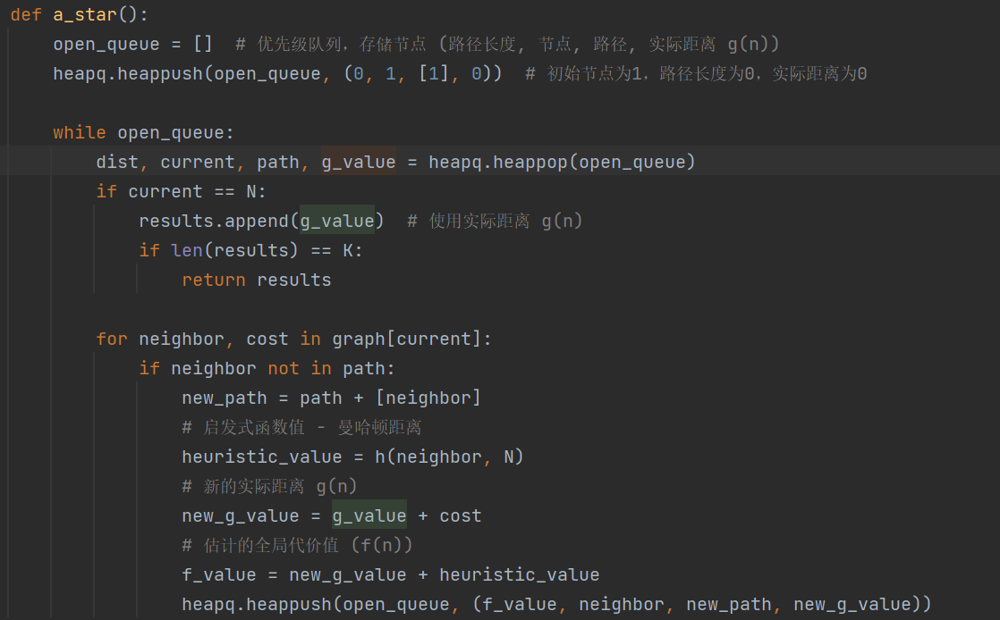 def a_star():
    open_queue = []  # 优先级队列，存储节点 (路径长度, 节点, 路径, 实际距离 g(n))
    heapq.heappush(open_queue, (0, 1, [1], 0))  # 初始节点为1，路径长度为0，实际距离为0

    while open_queue:
        dist, current, path, g_value = heapq.heappop(open_queue)
        if current == N:
            results.append(g_value)  # 使用实际距离 g(n)
            if len(results) == K:
                return results

        for neighbor, cost in graph[current]:
            if neighbor not in path:
                new_path = path + [neighbor]
                # 启发式函数值 - 曼哈顿距离
                heuristic_value = h(neighbor, N)
                # 新的实际距离 g(n)
                new_g_value = g_value + cost
                # 估计的全局代价值 (f(n))
                f_value = new_g_value + heuristic_value
                heapq.heappush(open_queue, (f_value, neighbor, new_path, new_g_value))